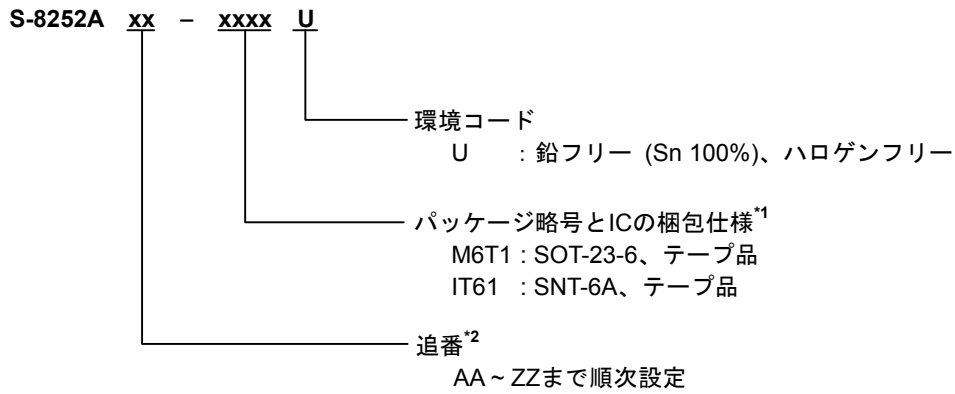 S-8252A xx – xxxx U
環境コード
U : 鉛フリー (Sn 100%)、ハロゲンフリー
パッケージ略号とICの梱包仕様*1
M6T1 : SOT-23-6、テープ品
IT61 : SNT-6A、テープ品
追番*2
AA ~ ZZまで順次設定